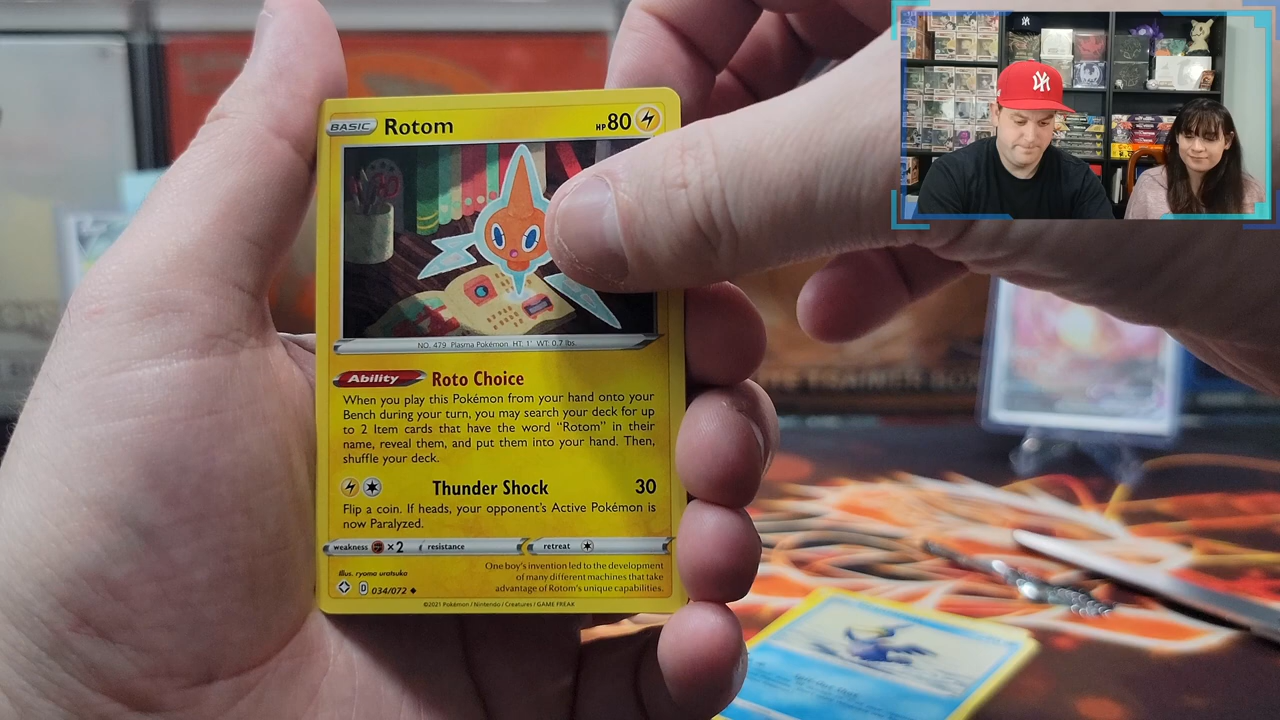 BASIC Rotom HP 80
NO. 479 Plasma Pokémon HT: 1' WT: 0.7 lbs.
Ability Roto Choice
When you play this Pokémon from your hand onto your
Bench during your turn, you may search your deck for up
to 2 Item cards that have the word “Rotom” in their
name, reveal them, and put them into your hand. Then,
shuffle your deck.
Thunder Shock 30
Flip a coin. If heads, your opponent's Active Pokémon is
now Paralyzed.
weakness ×2 resistance retreat
Illus. ryoma uratsuka
One boy's invention led to the development
of many different machines that take
advantage of Rotom's unique capabilities.
D 034/072
©2021 Pokémon / Nintendo / Creatures / GAME FREAK
TRAINER BOX
NY